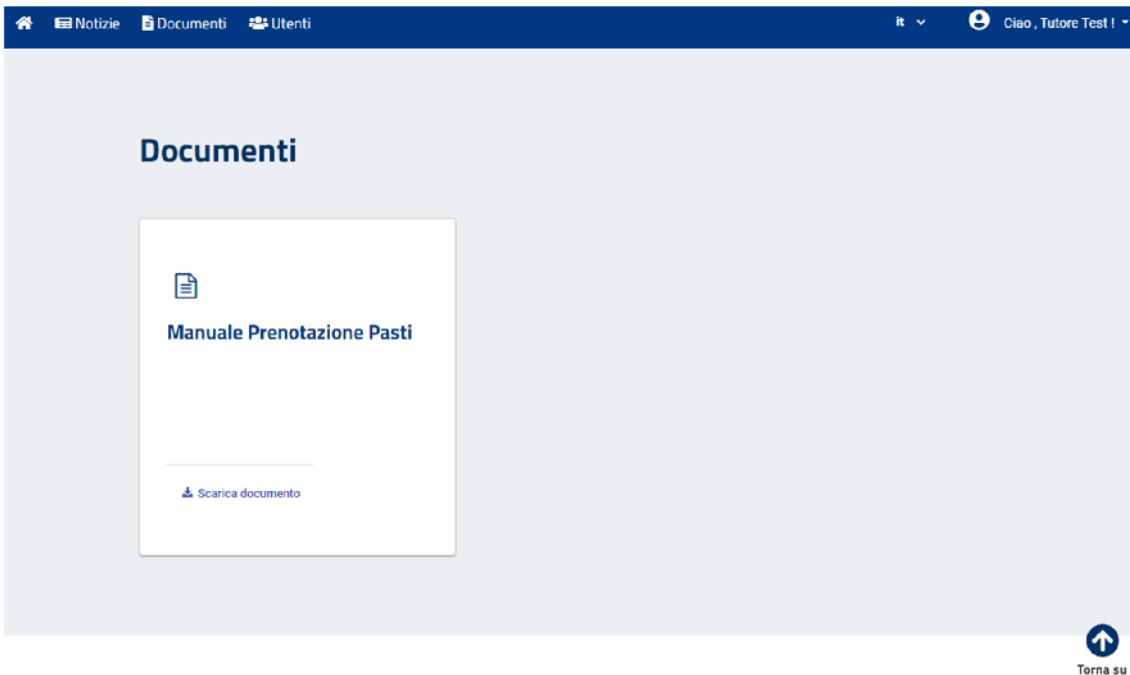 Notizie Documenti Utenti it Ciao , Tutore Test !
Documenti
Manuale Prenotazione Pasti
Scarica documento
Torna su